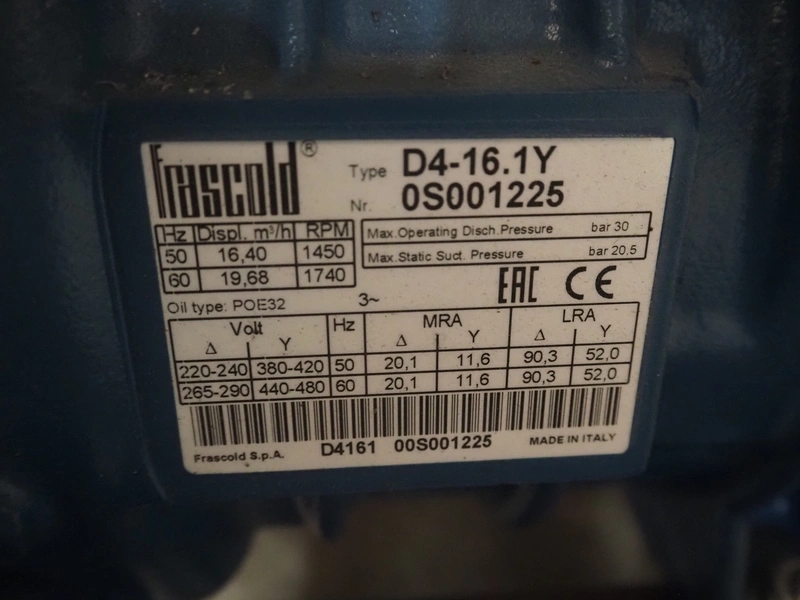 Frascold® Type D4-16.1Y
Nr. 0S001225
Hz Displ. m³/h RPM
50 16,40 1450
60 19,68 1740
Max.Operating Disch.Pressure bar 30
Max.Static Suct. Pressure bar 20.5
EAC CE
Oil type: POE32 3~
Volt Hz MRA LRA
Δ Y Δ Y Δ Y
220-240 380-420 50 20,1 11,6 90,3 52,0
265-290 440-480 60 20,1 11,6 90,3 52,0
Frascold S.p.A. D4161 00S001225 MADE IN ITALY